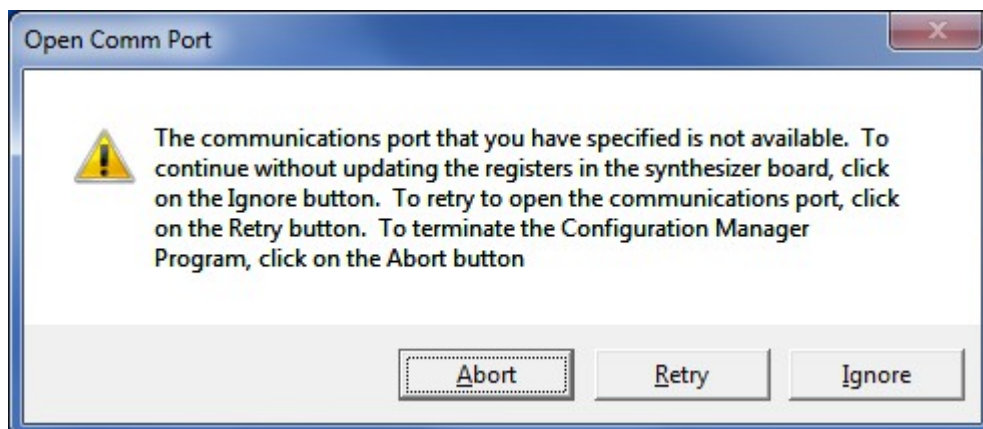 Open Comm Port
The communications port that you have specified is not available.  To
continue without updating the registers in the synthesizer board, click
on the Ignore button.  To retry to open the communications port, click
on the Retry button.  To terminate the Configuration Manager
Program, click on the Abort button
Abort
Retry
Ignore